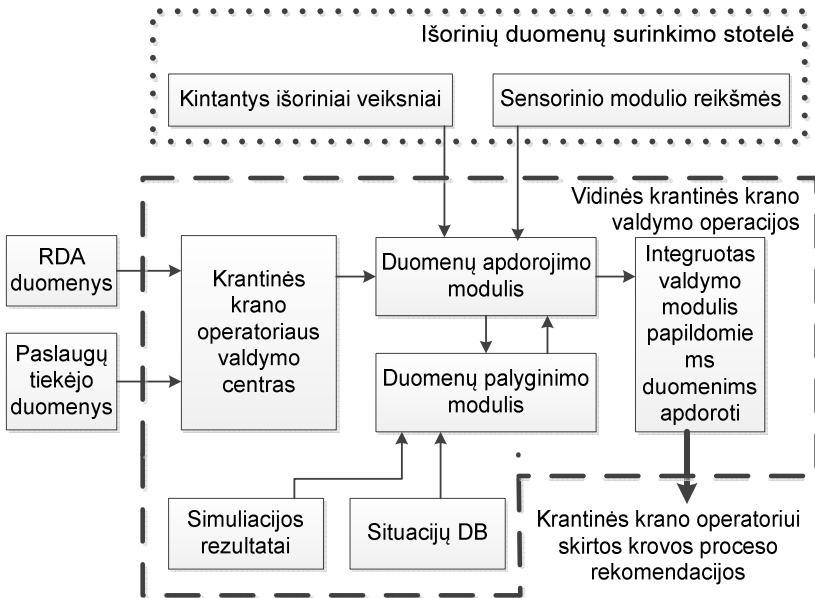 Išorinių duomenų surinkimo stotelė
Kintantys išoriniai veiksniai
Sensorinio modulio reikšmės
Vidinės krantinės krano
valdymo operacijos
RDA
duomenys
Paslaugų
tiekėjo
duomenys
Krantinės
krano
operatoriaus
valdymo
centras
Duomenų apdorojimo
modulis
Duomenų palyginimo
modulis
Integruotas
valdymo
modulis
papildomie
ms
duomenims
apdoroti
Simuliacijos
rezultatai
Situacijų DB
Krantinės krano operatoriui
skirtos krovos proceso
rekomendacijos